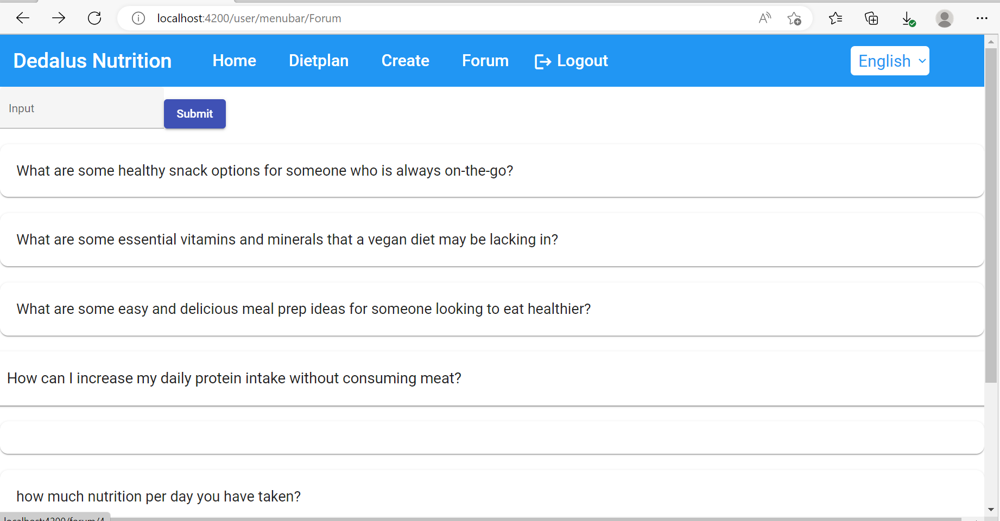 localhost:4200/user/menubar/Forum
Dedalus Nutrition Home Dietplan Create Forum Logout English
Input
Submit
What are some healthy snack options for someone who is always on-the-go?
What are some essential vitamins and minerals that a vegan diet may be lacking in?
What are some easy and delicious meal prep ideas for someone looking to eat healthier?
How can I increase my daily protein intake without consuming meat?
how much nutrition per day you have taken?
localhost:4200/forum/4